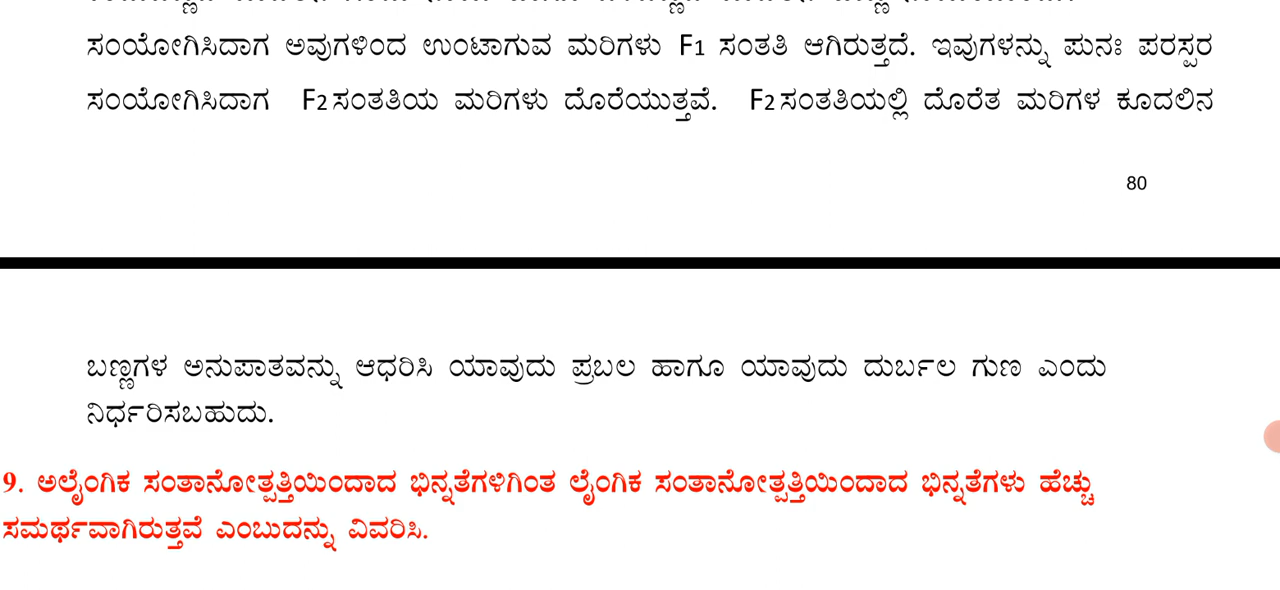 ಸಂಯೋಗಿಸಿದಾಗ ಅವುಗಳಿಂದ ಉಂಟಾಗುವ ಮರಿಗಳು F1 ಸಂತತಿ ಆಗಿರುತ್ತದೆ. ಇವುಗಳನ್ನು ಪುನಃ ಪರಸ್ಪರ
ಸಂಯೋಗಿಸಿದಾಗ F2 ಸಂತತಿಯ ಮರಿಗಳು ದೊರೆಯುತ್ತವೆ. F2 ಸಂತತಿಯಲ್ಲಿ ದೊರೆತ ಮರಿಗಳ ಕೂದಲಿನ
80
ಬಣ್ಣಗಳ ಅನುಪಾತವನ್ನು ಆಧರಿಸಿ ಯಾವುದು ಪ್ರಬಲ ಹಾಗೂ ಯಾವುದು ದುರ್ಬಲ ಗುಣ ಎಂದು
ನಿರ್ಧರಿಸಬಹುದು.
9. ಅಲೈಂಗಿಕ ಸಂತಾನೋತ್ಪತ್ತಿಯಿಂದಾದ ಭಿನ್ನತೆಗಳಿಗಿಂತ ಲೈಂಗಿಕ ಸಂತಾನೋತ್ಪತ್ತಿಯಿಂದಾದ ಭಿನ್ನತೆಗಳು ಹೆಚ್ಚು
ಸಮರ್ಥವಾಗಿರುತ್ತವೆ ಎಂಬುದನ್ನು ವಿವರಿಸಿ.